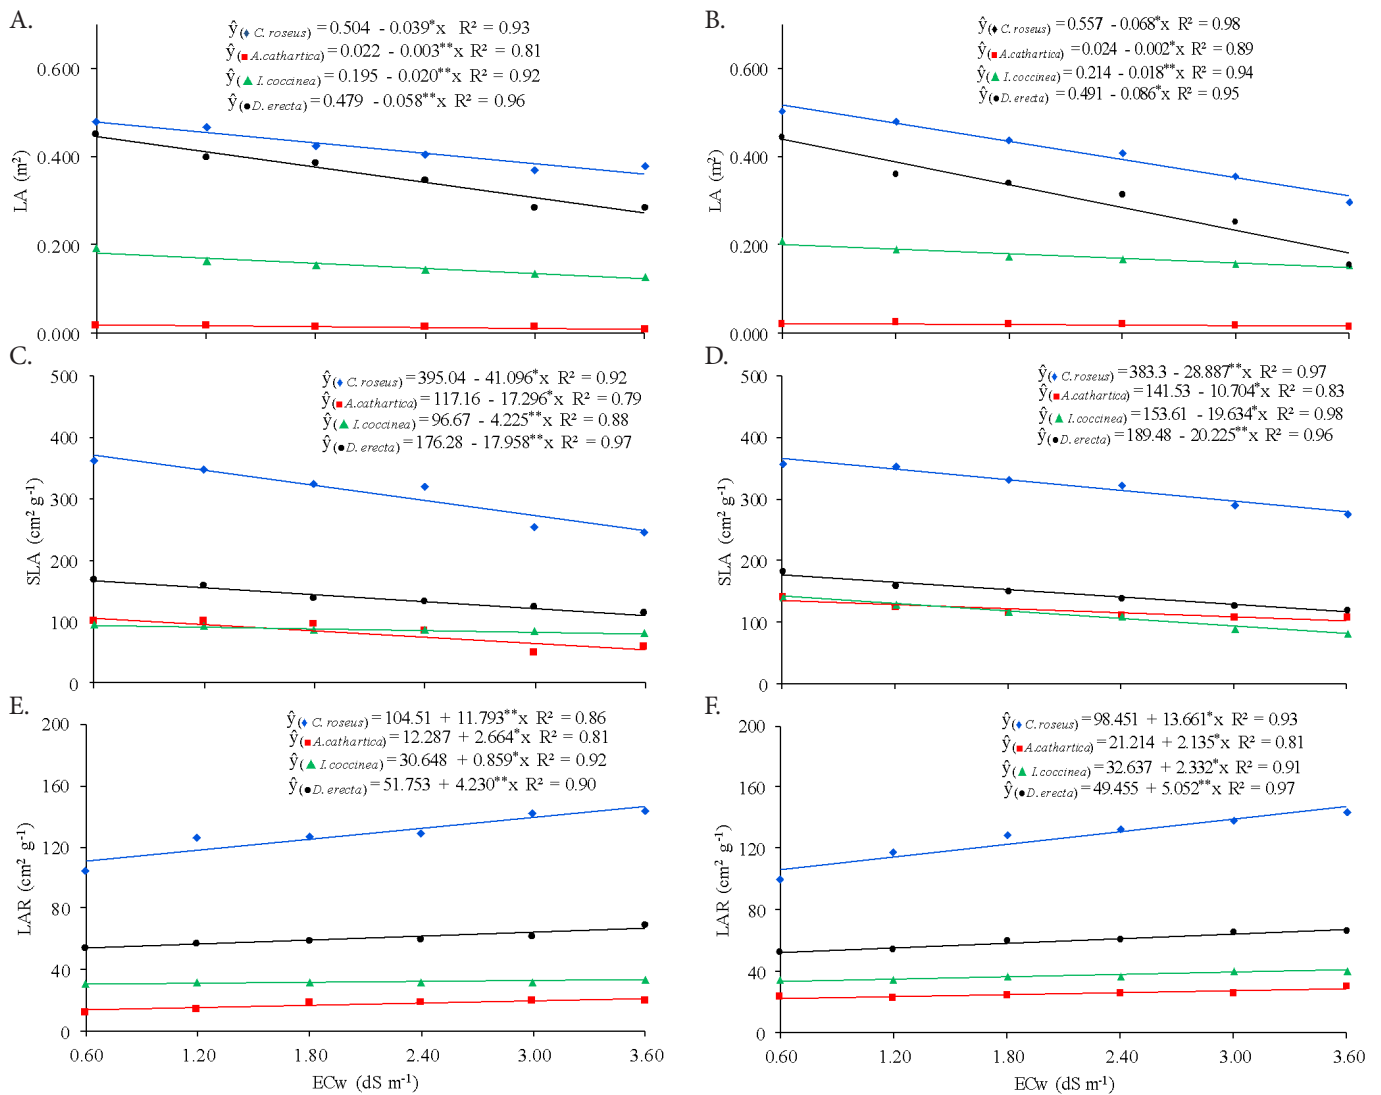 A.
ŷ(C. roseus) = 0.504 - 0.039*x R² = 0.93
ŷ(A.cathartica) = 0.022 - 0.003**x R² = 0.81
ŷ(I.coccinea) = 0.195 - 0.020**x R² = 0.92
ŷ(D. erecta) = 0.479 - 0.058**x R² = 0.96
LA (m²)
0.600
0.400
0.200
0.000
B.
ŷ(C. roseus) = 0.557 - 0.068*x R² = 0.98
ŷ(A.cathartica) = 0.024 - 0.002*x R² = 0.89
ŷ(I.coccinea) = 0.214 - 0.018**x R² = 0.94
ŷ(D. erecta) = 0.491 - 0.086*x R² = 0.95
LA (m²)
0.600
0.400
0.200
0.000
C.
ŷ(C. roseus) = 395.04 - 41.096*x R² = 0.92
ŷ(A.cathartica) = 117.16 - 17.296*x R² = 0.79
ŷ(I.coccinea) = 96.67 - 4.225**x R² = 0.88
ŷ(D. erecta) = 176.28 - 17.958**x R² = 0.97
SLA (cm² g⁻¹)
500
400
300
200
100
0
D.
ŷ(C. roseus) = 383.3 - 28.887**x R² = 0.97
ŷ(A.cathartica) = 141.53 - 10.704*x R² = 0.83
ŷ(I.coccinea) = 153.61 - 19.634*x R² = 0.98
ŷ(D. erecta) = 189.48 - 20.225**x R² = 0.96
SLA (cm² g⁻¹)
500
400
300
200
100
0
E.
ŷ(C. roseus) = 104.51 + 11.793**x R² = 0.86
ŷ(A.cathartica) = 12.287 + 2.664*x R² = 0.81
ŷ(I.coccinea) = 30.648 + 0.859*x R² = 0.92
ŷ(D. erecta) = 51.753 + 4.230**x R² = 0.90
LAR (cm² g⁻¹)
200
160
120
80
40
0
0.60 1.20 1.80 2.40 3.00 3.60
ECw (dS m⁻¹)
F.
ŷ(C. roseus) = 98.451 + 13.661*x R² = 0.93
ŷ(A.cathartica) = 21.214 + 2.135*x R² = 0.81
ŷ(I.coccinea) = 32.637 + 2.332*x R² = 0.91
ŷ(D. erecta) = 49.455 + 5.052**x R² = 0.97
LAR (cm² g⁻¹)
200
160
120
80
40
0
0.60 1.20 1.80 2.40 3.00 3.60
ECw (dS m⁻¹)